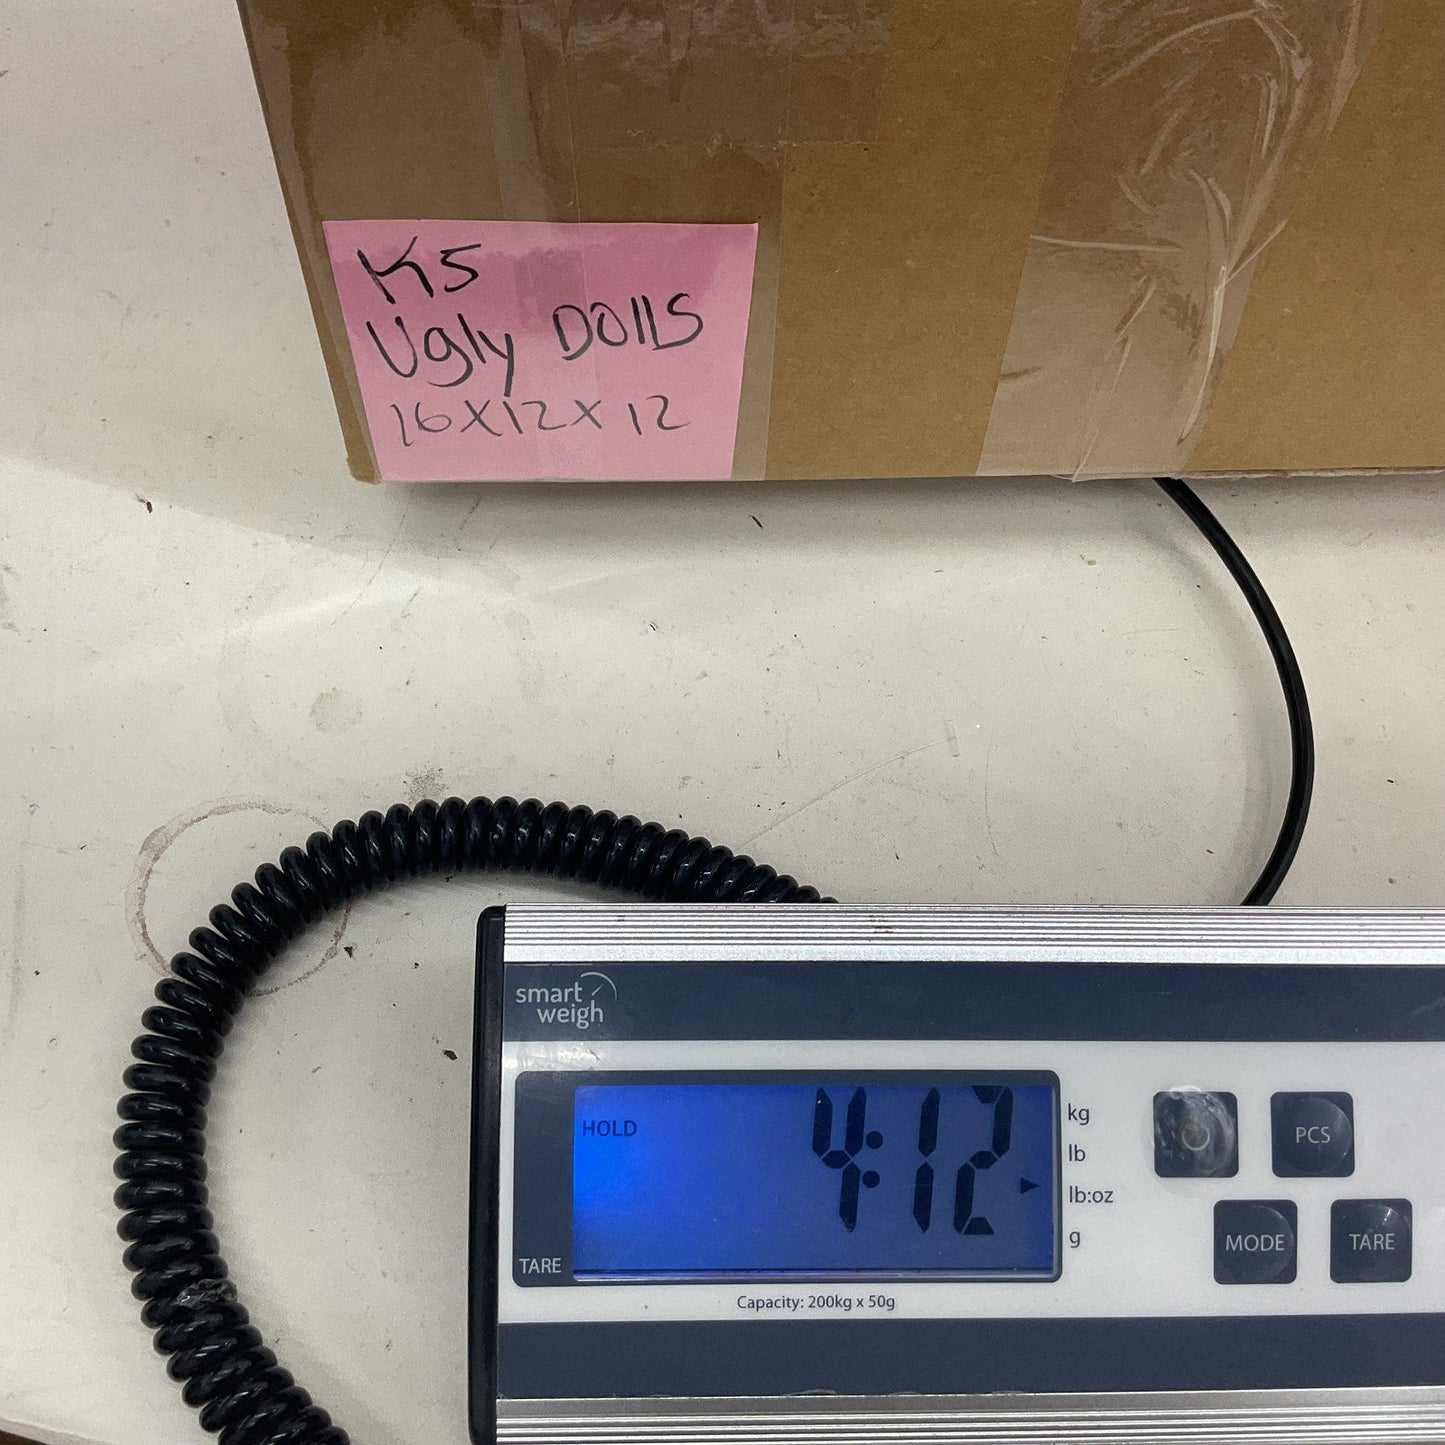 K5
Ugly DOllS
16X12X12
smart
weigh
HOLD
4:12
kg
lb
lb:oz
g
TARE
PCS
MODE
TARE
Capacity: 200kg x 50g